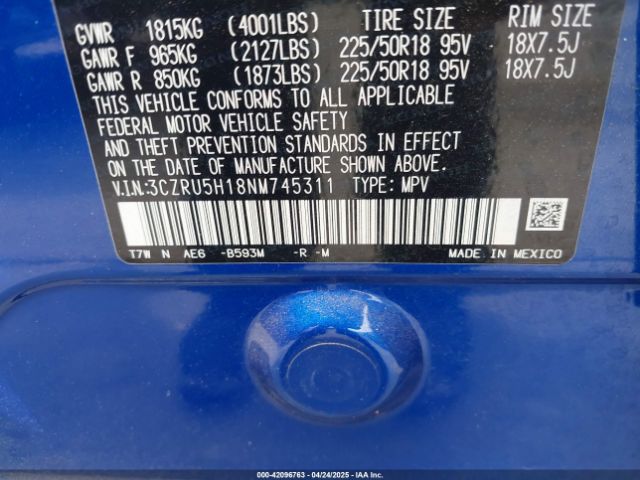 GVWR 1815KG (4001LBS) TIRE SIZE RIM SIZE
GAWR F 965KG (2127LBS) 225/50R18 95V 18X7.5J
GAWR R 850KG (1873LBS) 225/50R18 95V 18X7.5J
THIS VEHICLE CONFORMS TO ALL APPLICABLE
FEDERAL MOTOR VEHICLE SAFETY
AND THEFT PREVENTION STANDARDS IN EFFECT
ON THE DATE OF MANUFACTURE SHOWN ABOVE.
V.I.N:3CZRU5H18NM745311 TYPE: MPV
T7W N AE6 -B593M -R -M MADE IN MEXICO
000-42096763 - 04/24/2025 - IAA Inc.